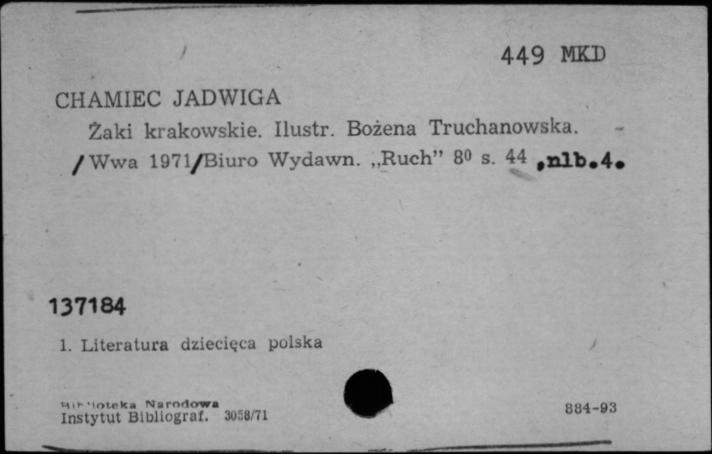 449 MKD
CHAMIEC JADWIGA
Żaki krakowskie. Ilustr. Bożena Truchanowska.
/Wwa 1971/Biuro Wydawn. „Ruch” 8⁰ s. 44 ,nlb.4.
137184
1. Literatura dziecięca polska
Biblioteka Narodowa
Instytut Bibliograf. 3058/71
884-93